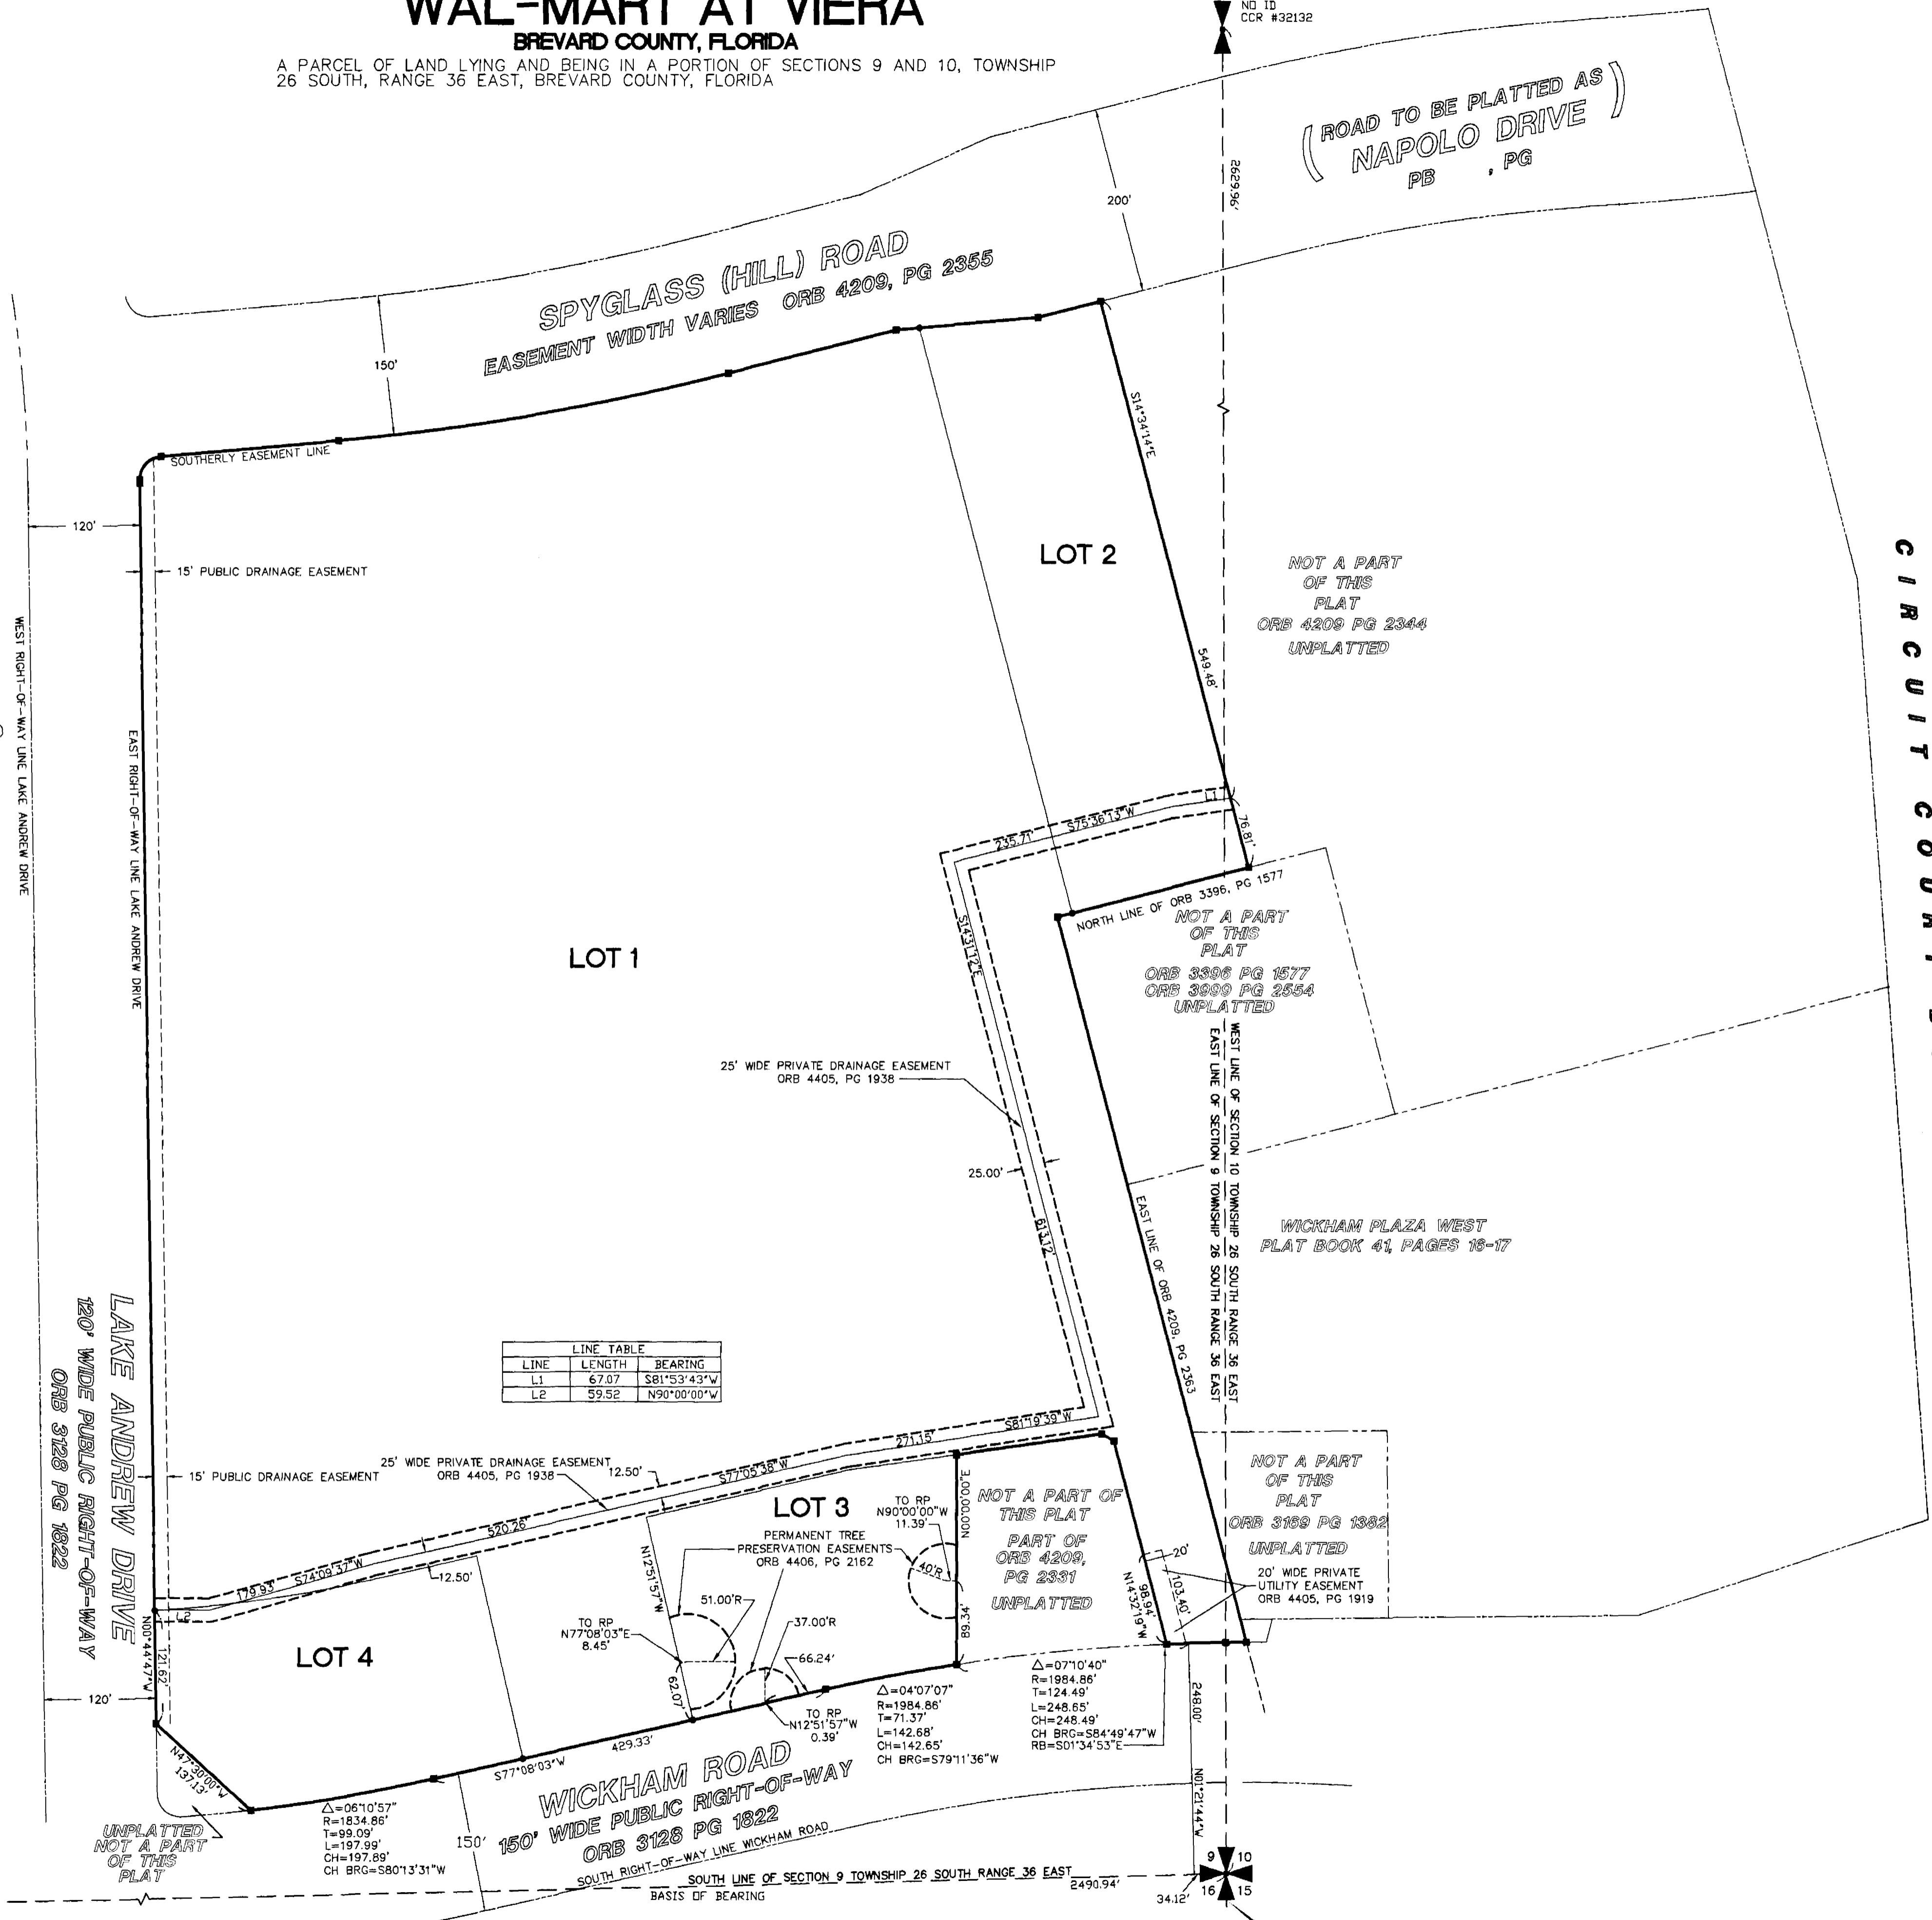 WAL-MART AT VIERA
BREVARD COUNTY, FLORIDA
A PARCEL OF LAND LYING AND BEING IN A PORTION OF SECTIONS 9 AND 10, TOWNSHIP
26 SOUTH, RANGE 36 EAST, BREVARD COUNTY, FLORIDA
NO ID
CCR #32132
2629.96'
( ROAD TO BE PLATTED AS )
NAPOLO DRIVE
PB , PG
200'
SPYGLASS (HILL) ROAD
EASEMENT WIDTH VARIES ORB 4209, PG 2355
150'
SOUTHERLY EASEMENT LINE
120'
15' PUBLIC DRAINAGE EASEMENT
WEST RIGHT-OF-WAY LINE LAKE ANDREW DRIVE
EAST RIGHT-OF-WAY LINE LAKE ANDREW DRIVE
S14°34'14"E
549.48'
LOT 2
NOT A PART
OF THIS
PLAT
ORB 4209 PG 2344
UNPLATTED
CIRCUIT COURT
L1
S75°36'13"W
235.71'
76.81'
NORTH LINE OF ORB 3396, PG 1577
NOT A PART
OF THIS
PLAT
ORB 3396 PG 1577
ORB 3999 PG 2554
UNPLATTED
S14°31'12"E
LOT 1
25' WIDE PRIVATE DRAINAGE EASEMENT
ORB 4405, PG 1938
25.00'
613.12'
EAST LINE OF ORB 4209, PG 2363
WEST LINE OF SECTION 10 TOWNSHIP 26 SOUTH RANGE 36 EAST
EAST LINE OF SECTION 9 TOWNSHIP 26 SOUTH RANGE 36 EAST
WICKHAM PLAZA WEST
PLAT BOOK 41, PAGES 16-17
LAKE ANDREW DRIVE
120' WIDE PUBLIC RIGHT-OF-WAY
ORB 3128 PG 1822
LINE TABLE
LINE LENGTH BEARING
L1 67.07 S81°53'43"W
L2 59.52 N90°00'00"W
S81°19'39"W
271.15'
S77°05'38"W
520.26'
S74°09'37"W
179.93'
L2
15' PUBLIC DRAINAGE EASEMENT
25' WIDE PRIVATE DRAINAGE EASEMENT
ORB 4405, PG 1938
12.50'
12.50'
LOT 3
PERMANENT TREE
PRESERVATION EASEMENTS
ORB 4406, PG 2162
TO RP
N90°00'00"W
11.39'
40'R
N00°00'00"E
89.34'
NOT A PART OF
THIS PLAT
PART OF
ORB 4209,
PG 2331
UNPLATTED
NOT A PART
OF THIS
PLAT
ORB 3169 PG 1382
UNPLATTED
20' WIDE PRIVATE
UTILITY EASEMENT
ORB 4405, PG 1919
20'
103.40'
98.94'
N14°32'19"W
N12°51'57"W
62.07'
TO RP
N77°08'03"E
8.45'
51.00'R
37.00'R
66.24'
TO RP
N12°51'57"W
0.39'
LOT 4
N00°44'47"W
121.62'
120'
N47°30'00"W
137.13'
UNPLATTED
NOT A PART
OF THIS
PLAT
Δ=06°10'57"
R=1834.86'
T=99.09'
L=197.99'
CH=197.89'
CH BRG=S80°13'31"W
S77°08'03"W
429.33'
Δ=04°07'07"
R=1984.86'
T=71.37'
L=142.68'
CH=142.65'
CH BRG=S79°11'36"W
Δ=07°10'40"
R=1984.86'
T=124.49'
L=248.65'
CH=248.49'
CH BRG=S84°49'47"W
RB=S01°34'53"E
248.00'
N01°21'44"W
150'
WICKHAM ROAD
150' WIDE PUBLIC RIGHT-OF-WAY
ORB 3128 PG 1822
SOUTH RIGHT-OF-WAY LINE WICKHAM ROAD
SOUTH LINE OF SECTION 9 TOWNSHIP 26 SOUTH RANGE 36 EAST
BASIS OF BEARING
2490.94'
34.12'
9 10
16 15